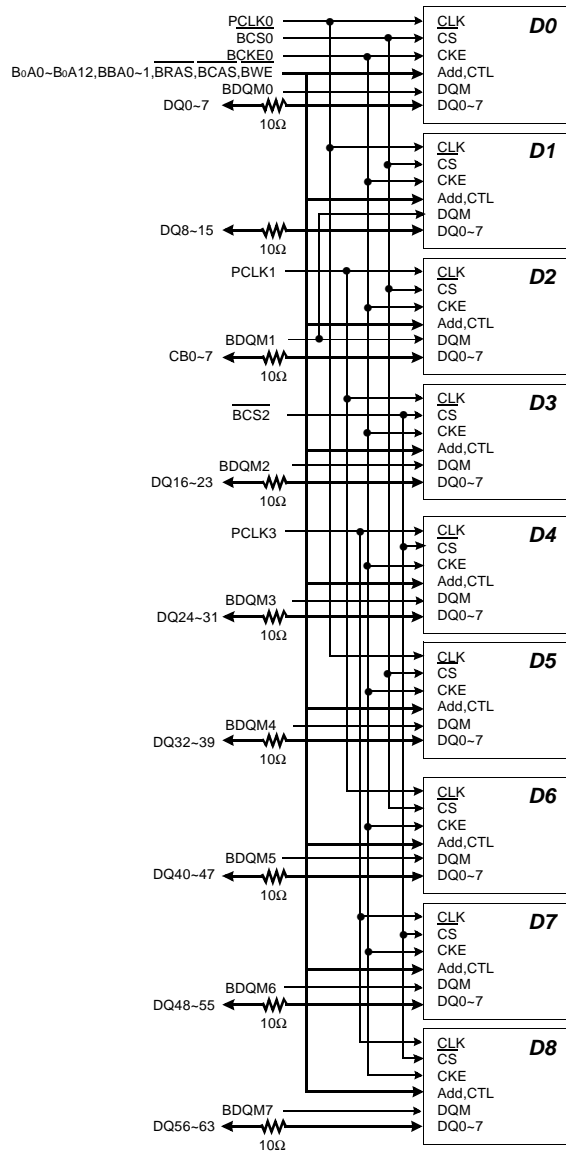 PCLK0 CLK D0
BCS0 CS
BCKE0 CKE
B0A0~B0A12,BBA0~1,BRAS,BCAS,BWE Add,CTL
BDQM0 DQM
DQ0~7 DQ0~7
10Ω
CLK D1
CS
CKE
Add,CTL
DQM
DQ8~15 DQ0~7
10Ω
PCLK1 CLK D2
CS
CKE
Add,CTL
BDQM1 DQM
CB0~7 DQ0~7
10Ω
CLK D3
BCS2 CS
CKE
Add,CTL
BDQM2 DQM
DQ16~23 DQ0~7
10Ω
PCLK3 CLK D4
CS
CKE
Add,CTL
BDQM3 DQM
DQ24~31 DQ0~7
10Ω
CLK D5
CS
CKE
Add,CTL
BDQM4 DQM
DQ32~39 DQ0~7
10Ω
CLK D6
CS
CKE
Add,CTL
BDQM5 DQM
DQ40~47 DQ0~7
10Ω
CLK D7
CS
CKE
Add,CTL
BDQM6 DQM
DQ48~55 DQ0~7
10Ω
CLK D8
CS
CKE
Add,CTL
BDQM7 DQM
DQ56~63 DQ0~7
10Ω